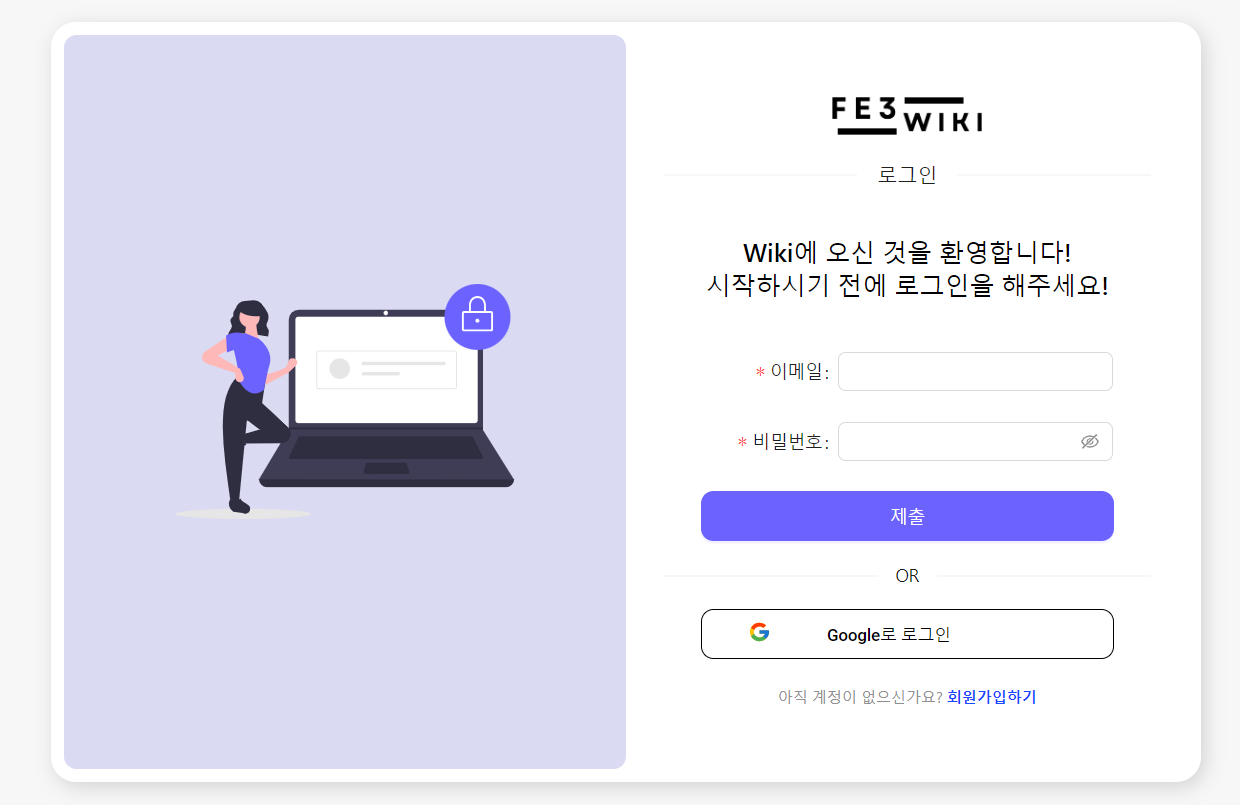 FE3 WIKI
로그인
Wiki에 오신 것을 환영합니다!
시작하시기 전에 로그인을 해주세요!
* 이메일:
* 비밀번호:
제출
OR
Google로 로그인
아직 계정이 없으신가요? 회원가입하기